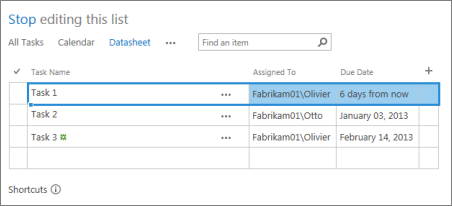 Stop editing this list
All Tasks Calendar Datasheet ••• Find an item
✓ Task Name Assigned To Due Date +
Task 1 ••• Fabrikam01\Olivier 6 days from now
Task 2 ••• Fabrikam01\Otto January 03, 2013
Task 3 ••• Fabrikam01\Olivier February 14, 2013
Shortcuts